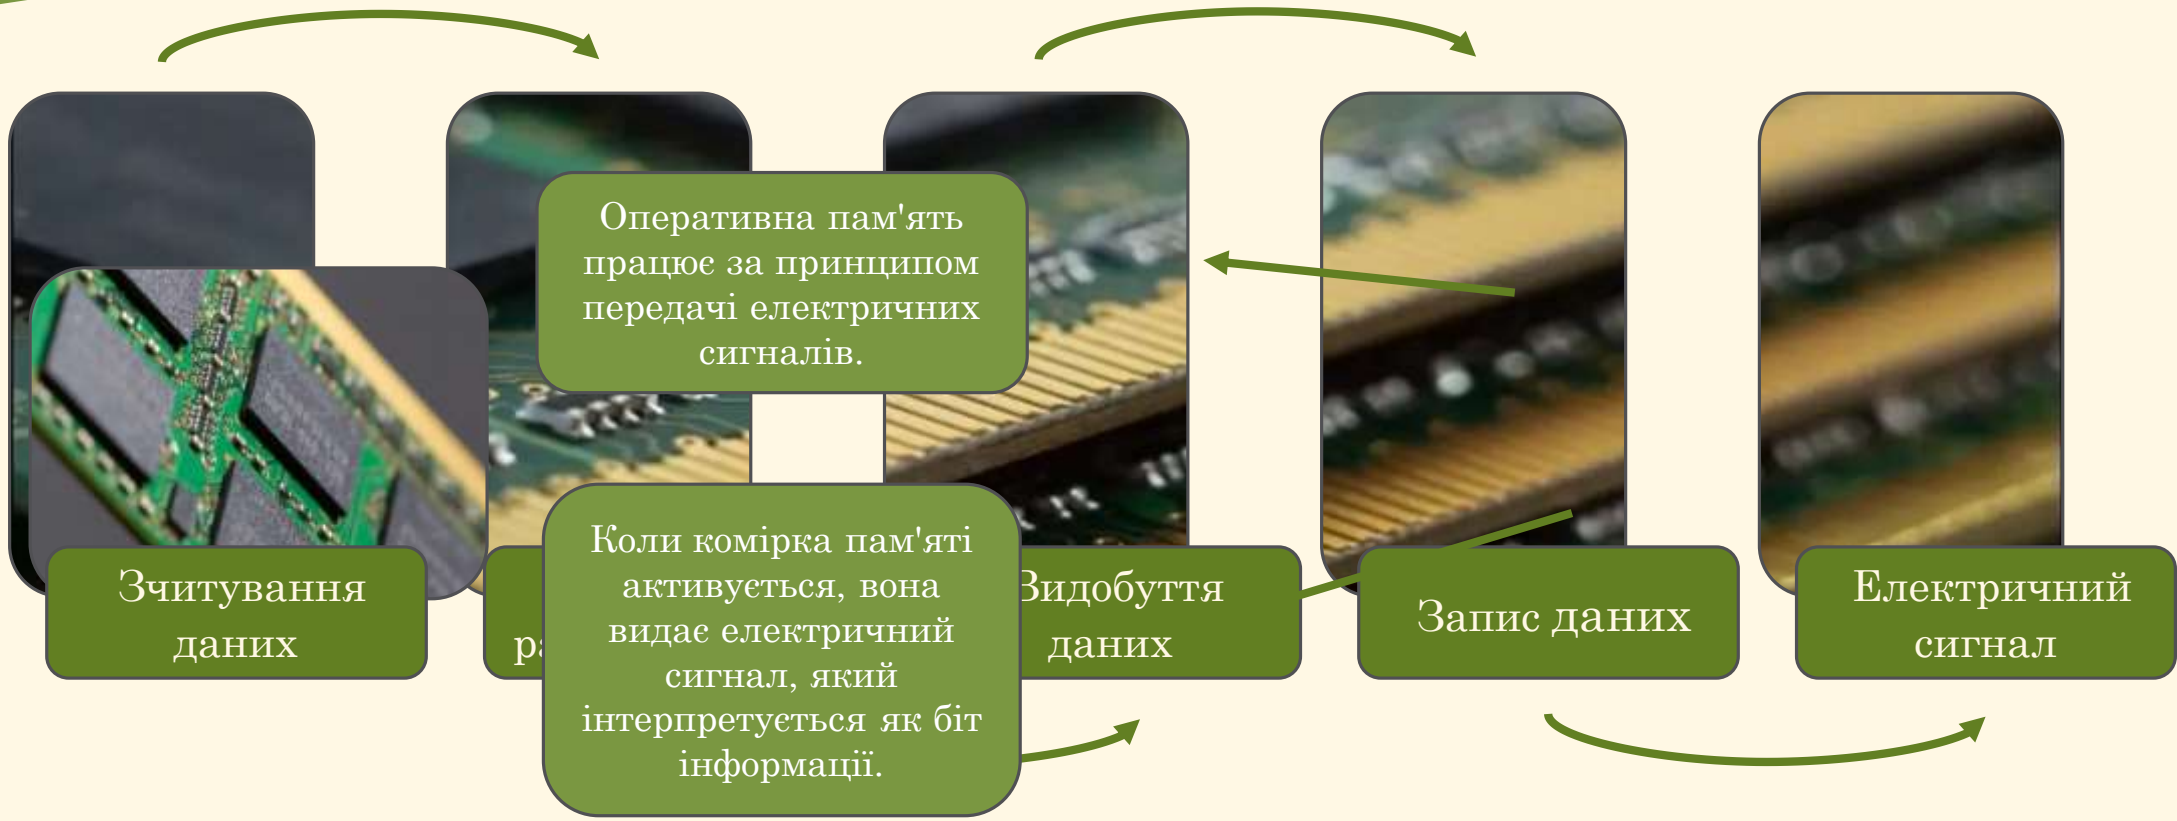 Оперативна пам'ять
працює за принципом
передачі електричних
сигналів.
Коли комірка пам'яті
активується, вона
видає електричний
сигнал, який
інтерпретується як біт
інформації.
Зчитування
даних
Видобуття
даних
Запис даних
Електричний
сигнал